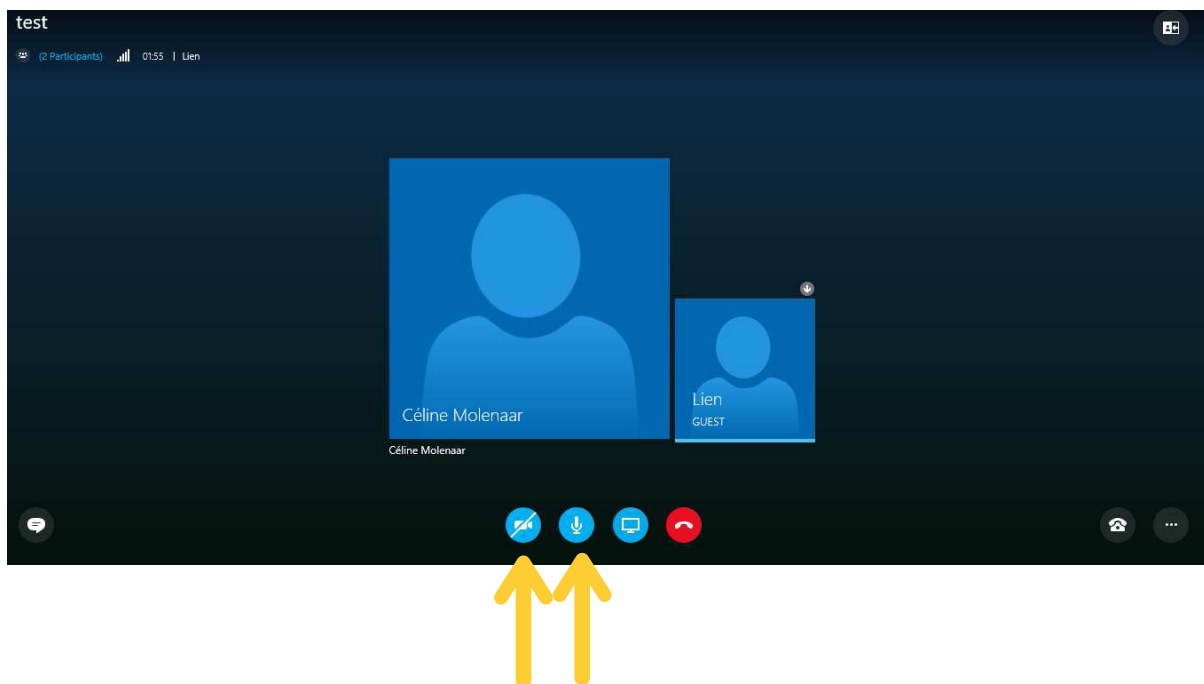 test
(2 Participants) 01:55 | Lien
Céline Molenaar
Lien
GUEST
Céline Molenaar